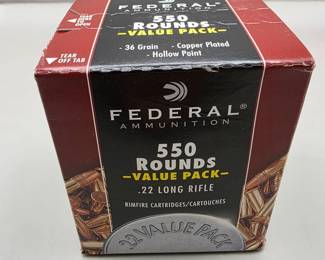 TEAR OFF TAB
FEDERAL®
AMMUNITION
550
ROUNDS
–VALUE PACK–
• 36 Grain • Copper Plated
• Hollow Point
FEDERAL®
AMMUNITION
550
ROUNDS
–VALUE PACK–
.22 LONG RIFLE
RIMFIRE CARTRIDGES/CARTOUCHES
.22 VALUE PACK